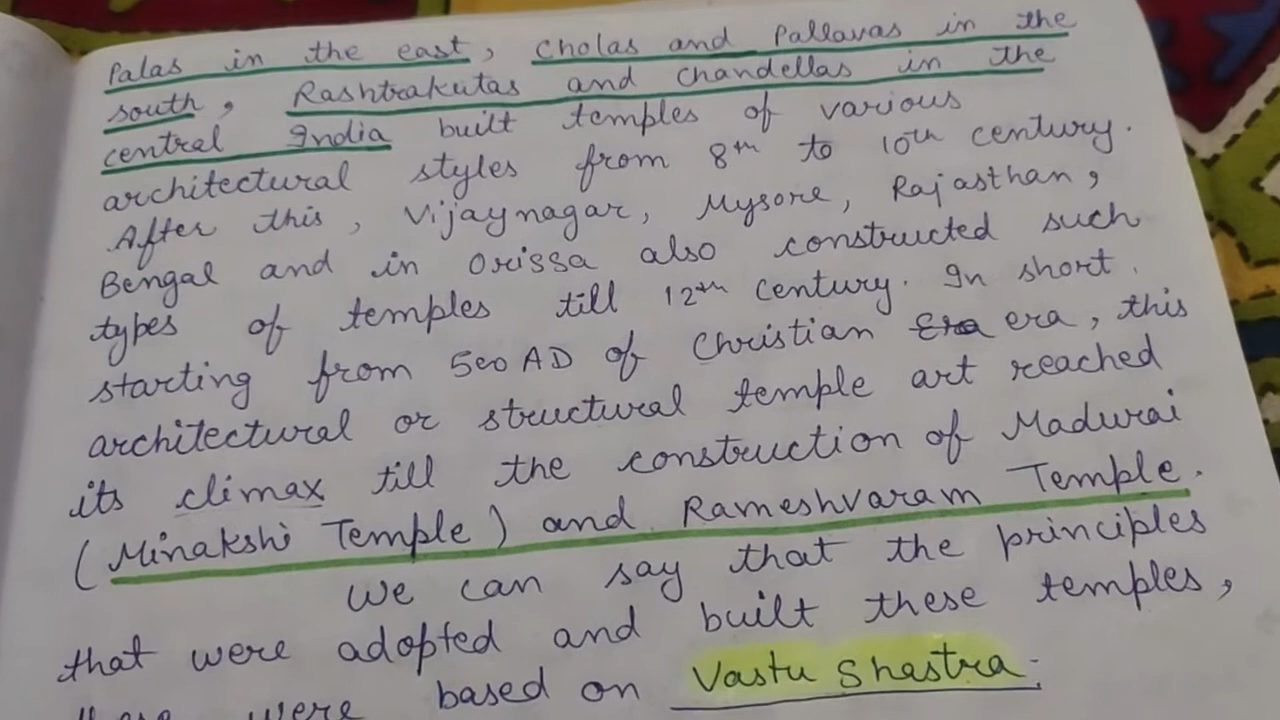 Palas in the east, Cholas and Pallavas in the
south, Rashtrakutas and Chandellas in the
central India built temples of various
architectural styles from 8th to 10th century.
After this, Vijaynagar, Mysore, Rajasthan,
Bengal and in Orissa also constructed such
types of temples till 12th century. In short
starting from 500 AD of Christian Era era, this
architectural or structural temple art reached
its climax till the construction of Madurai
(Minakshi Temple) and Rameshvaram Temple.
We can say that the principles
that were adopted and built these temples,
were based on Vastu Shastra.